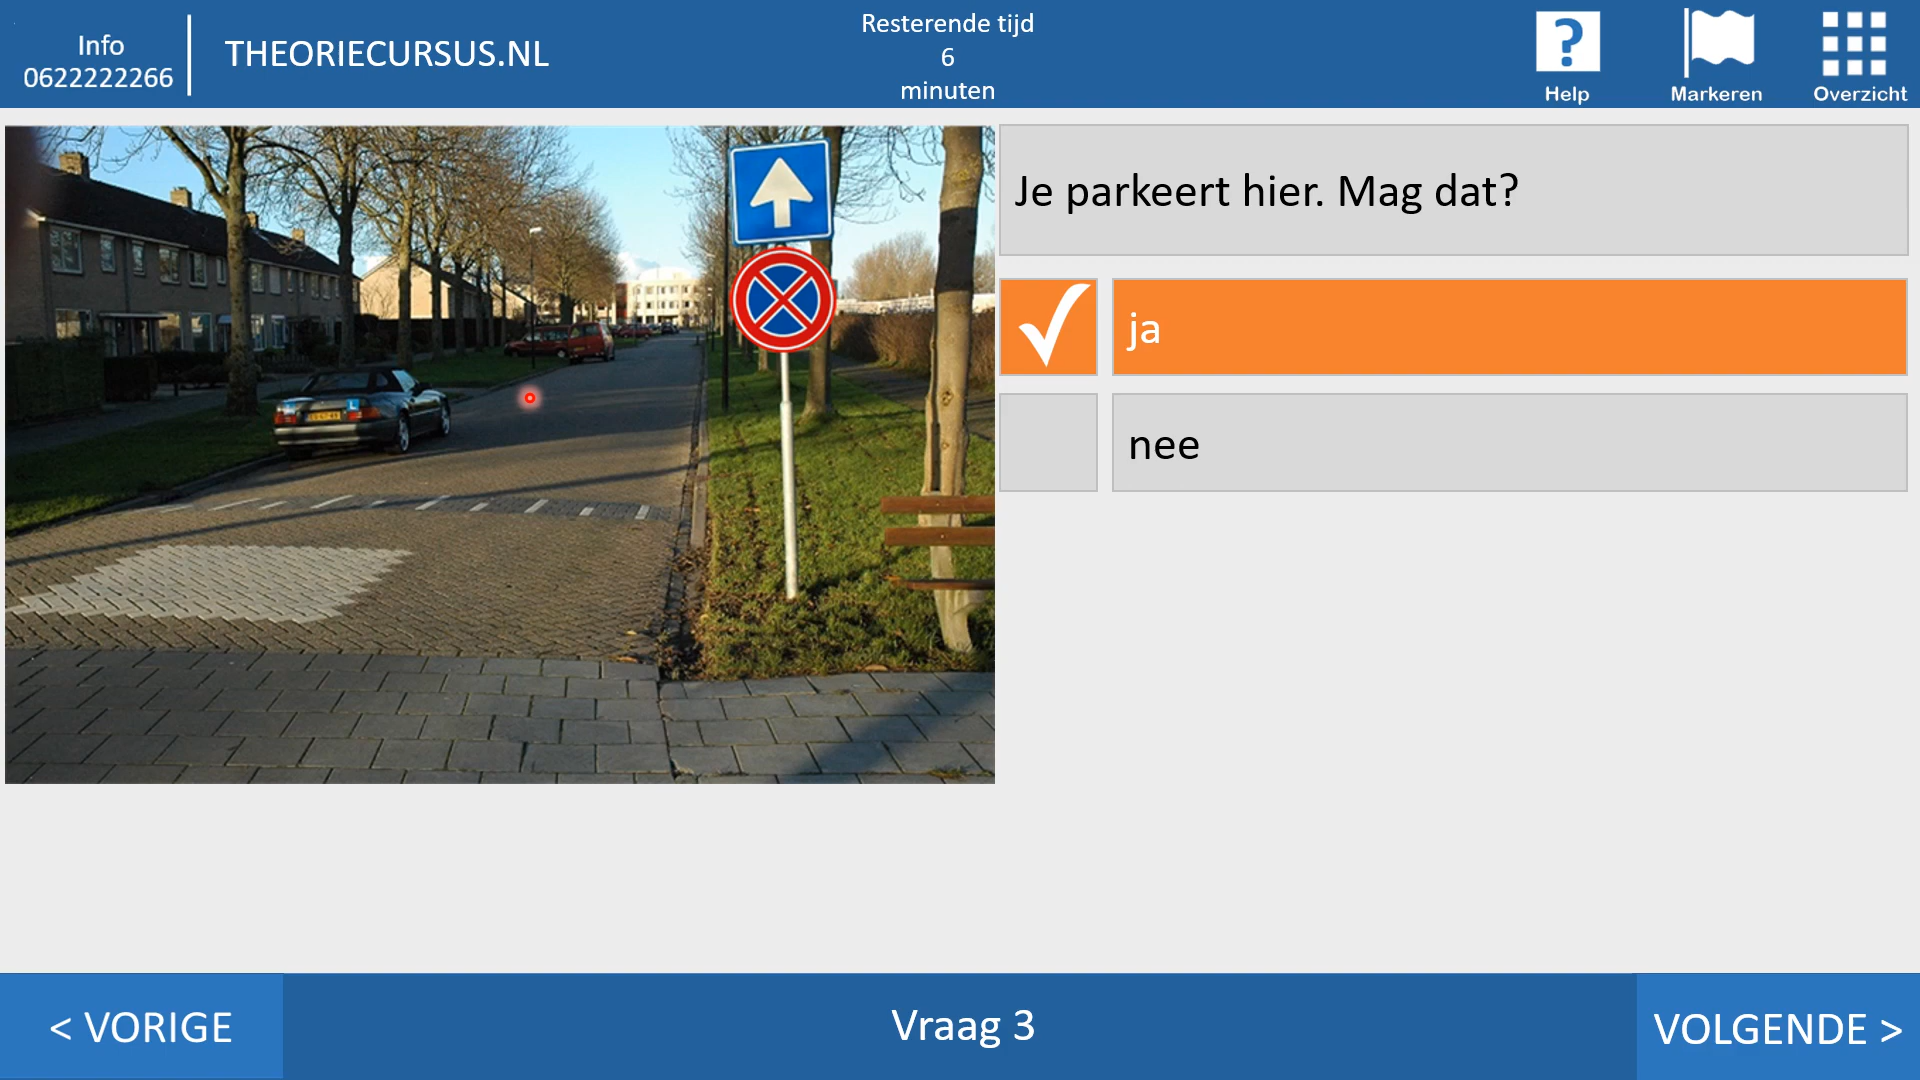 Info
0622222266
THEORIECURSUS.NL
Resterende tijd
6
minuten
?
Help
Markeren
Overzicht
Je parkeert hier. Mag dat?
ja
nee
L
< VORIGE
Vraag 3
VOLGENDE >